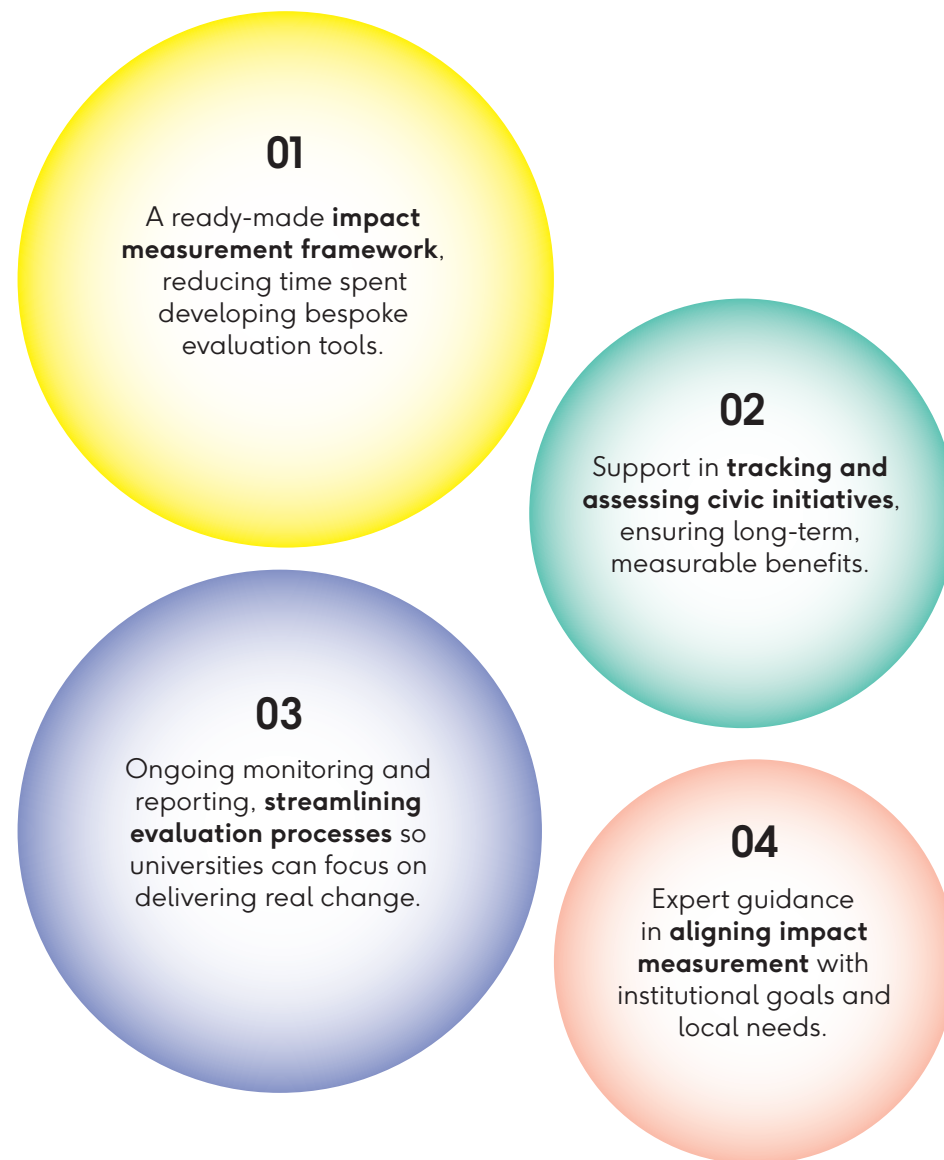 01
A ready-made impact
measurement framework,
reducing time spent
developing bespoke
evaluation tools.
02
Support in tracking and
assessing civic initiatives,
ensuring long-term,
measurable benefits.
03
Ongoing monitoring and
reporting, streamlining
evaluation processes so
universities can focus on
delivering real change.
04
Expert guidance
in aligning impact
measurement with
institutional goals and
local needs.